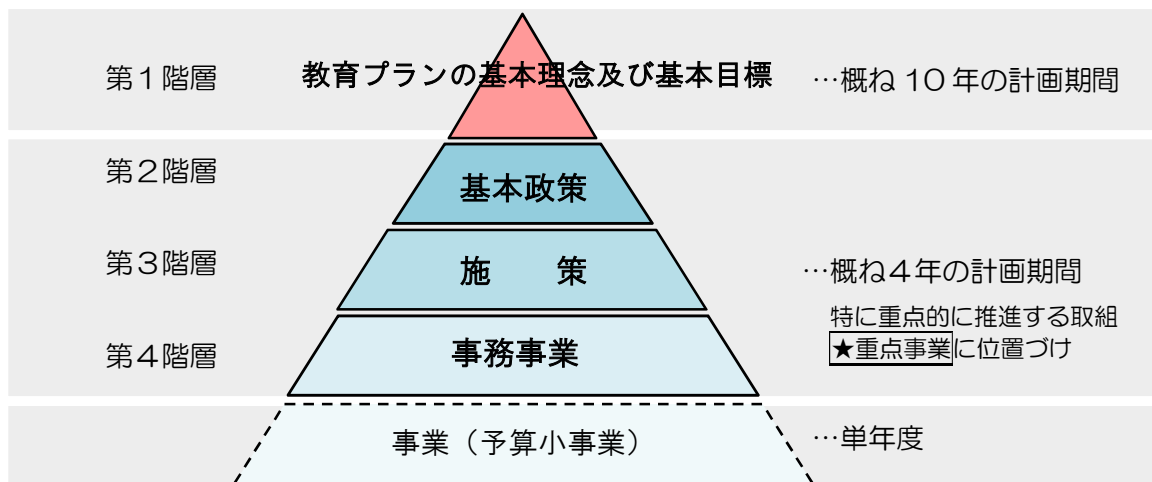 第１階層 教育プランの基本理念及び基本目標 …概ね 10 年の計画期間
第２階層
基本政策
第３階層 施　　策 …概ね４年の計画期間
特に重点的に推進する取組
第４階層 事務事業 ★重点事業に位置づけ
事業（予算小事業） …単年度